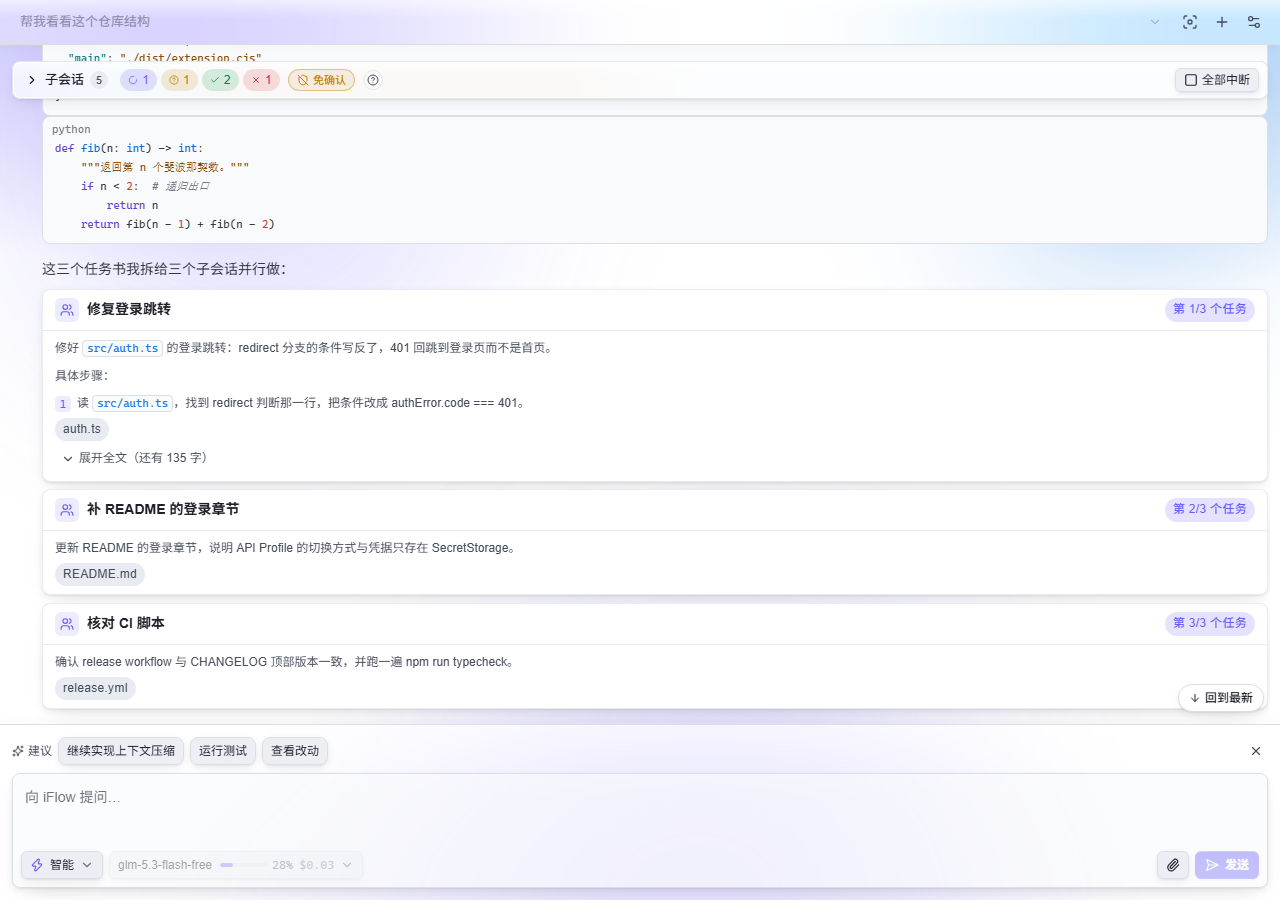 帮我看看这个仓库结构
"main": "./dist/extension.cjs"
子会话 5 1 1 2 1 免确认 全部中断
python
def fib(n: int) -> int:
"""返回第 n 个斐波那契数。"""
if n < 2:  # 递归出口
return n
return fib(n - 1) + fib(n - 2)
这三个任务书我拆给三个子会话并行做：
修复登录跳转 第 1/3 个任务
修好 src/auth.ts 的登录跳转：redirect 分支的条件写反了，401 回跳到登录页而不是首页。
具体步骤：
1 读 src/auth.ts，找到 redirect 判断那一行，把条件改成 authError.code === 401。
auth.ts
展开全文（还有 135 字）
补 README 的登录章节 第 2/3 个任务
更新 README 的登录章节，说明 API Profile 的切换方式与凭据只存在 SecretStorage。
README.md
核对 CI 脚本 第 3/3 个任务
确认 release workflow 与 CHANGELOG 顶部版本一致，并跑一遍 npm run typecheck。
release.yml
回到最新
建议 继续实现上下文压缩 运行测试 查看改动
向 iFlow 提问…
智能 glm-5.3-flash-free 28% $0.03 发送